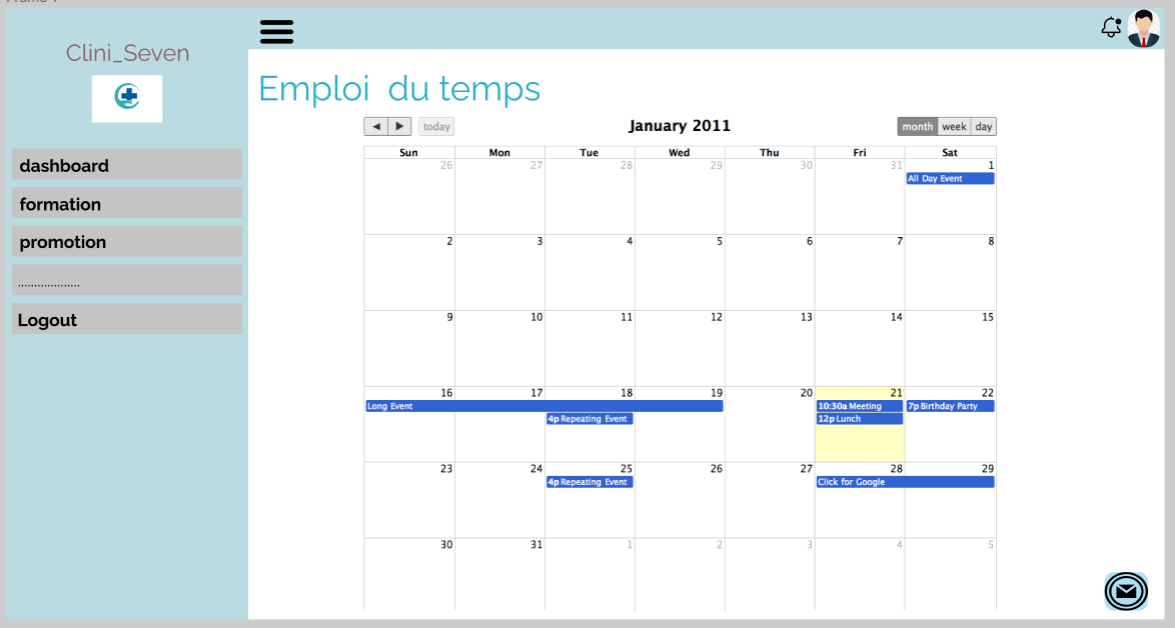 Clini_Seven
dashboard
formation
promotion
...................
Logout
Emploi  du temps
today
January 2011
month week day
Sun Mon Tue Wed Thu Fri Sat
26 27 28 29 30 31 1
All Day Event
2 3 4 5 6 7 8
9 10 11 12 13 14 15
16 17 18 19 20 21 22
Long Event 10:30a Meeting 7p Birthday Party
4p Repeating Event 12p Lunch
23 24 25 26 27 28 29
4p Repeating Event Click for Google
30 31 1 2 3 4 5